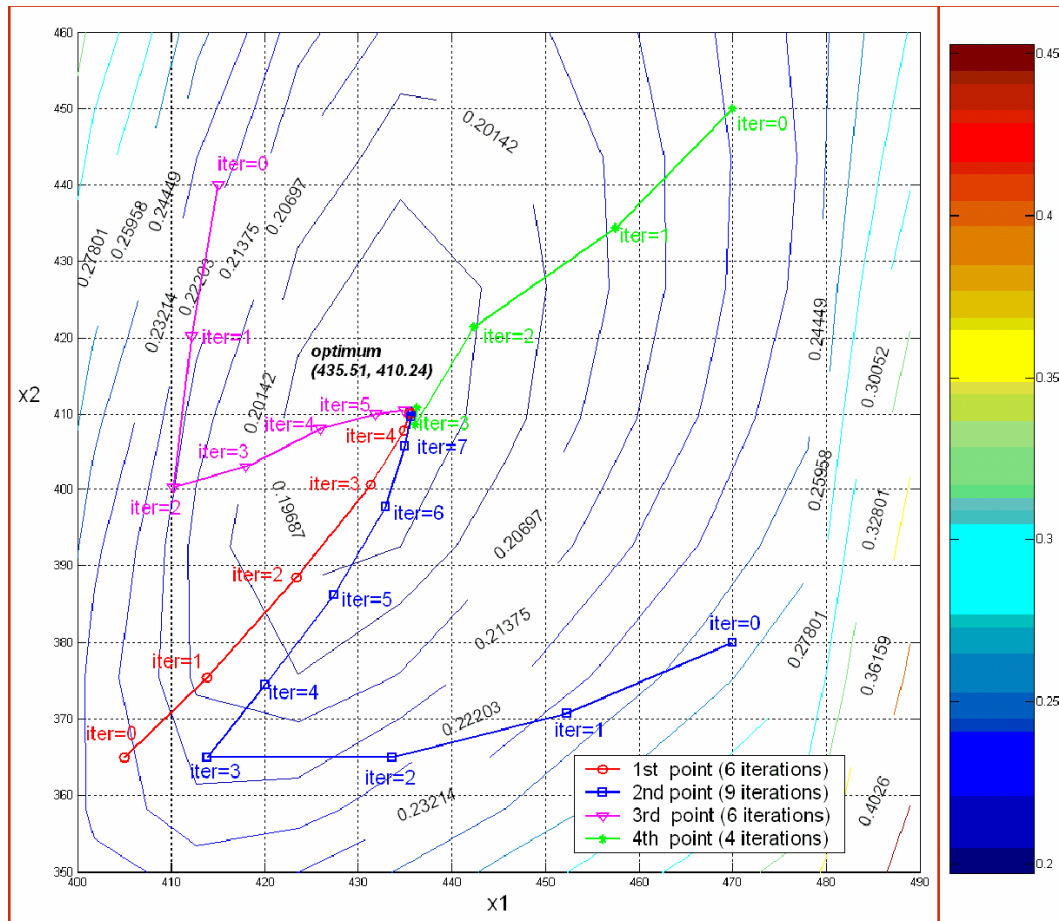 460
450
440
430
420
410
400
390
380
370
360
350
x2
400
410
420
430
440
450
460
470
480
490
x1
0.27801
0.25958
0.24449
0.23214
0.22203
0.21375
0.20697
0.20142
0.20142
0.19687
0.20697
0.21375
0.22203
0.23214
0.24449
0.25958
0.27801
0.30052
0.32801
0.36159
0.4026
iter=0
iter=1
iter=2
iter=3
iter=4
iter=5
optimum
(435.51, 410.24)
iter=0
iter=1
iter=2
iter=3
iter=4
iter=3
iter=2
iter=1
iter=0
iter=7
iter=6
iter=5
iter=4
iter=3
iter=2
iter=1
iter=0
1st point (6 iterations)
2nd point (9 iterations)
3rd point (6 iterations)
4th point (4 iterations)
0.45
0.4
0.35
0.3
0.25
0.2